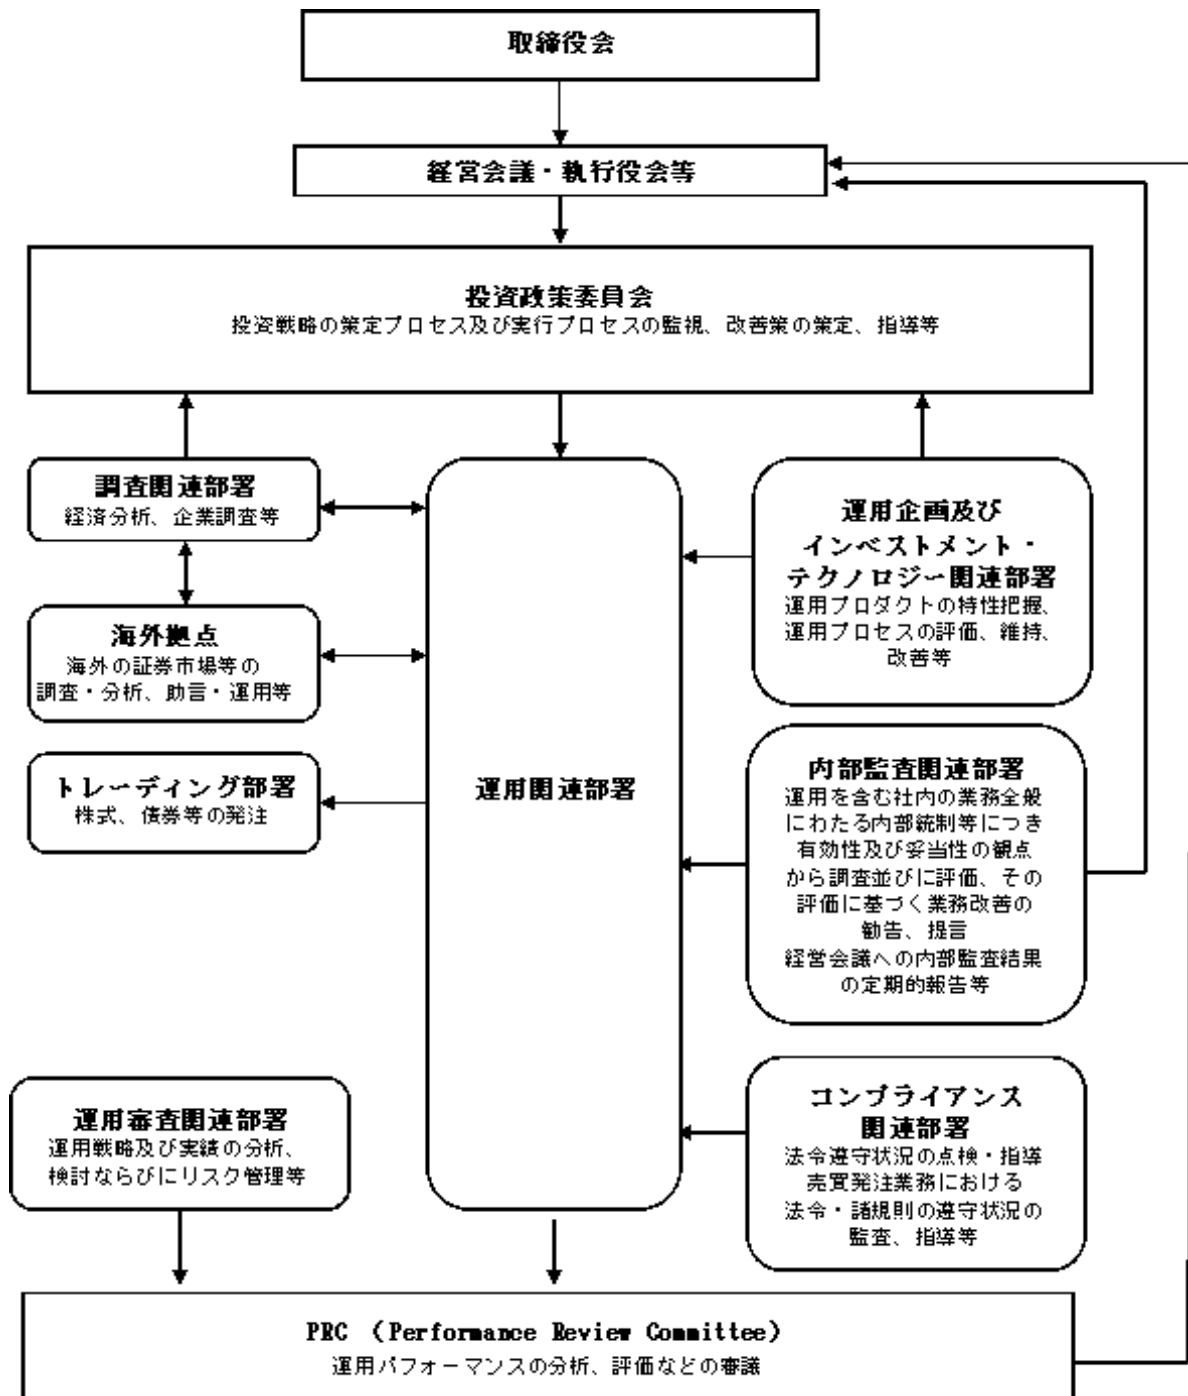 取締役会
経営会議・執行役会等
投資政策委員会
投資戦略の策定プロセス及び実行プロセスの監視、改善策の策定、指導等
調査関連部署
経済分析、企業調査等
海外拠点
海外の証券市場等の
調査・分析、助言・運用等
トレーディング部署
株式、債券等の発注
運用関連部署
運用企画及び
インベストメント・
テクノロジー関連部署
運用プロダクトの特性把握、
運用プロセスの評価、維持、
改善等
内部監査関連部署
運用を含む社内の業務全般
にわたる内部統制等につき
有効性及び妥当性の観点
から調査並びに評価、その
評価に基づく業務改善の
勧告、提言
経営会議への内部監査結果
の定期的報告等
コンプライアンス
関連部署
法令遵守状況の点検・指導
売買発注業務における
法令・諸規則の遵守状況の
監査、指導等
運用審査関連部署
運用戦略及び実績の分析、
検討ならびにリスク管理等
PRC （Performance Review Committee）
運用パフォーマンスの分析、評価などの審議